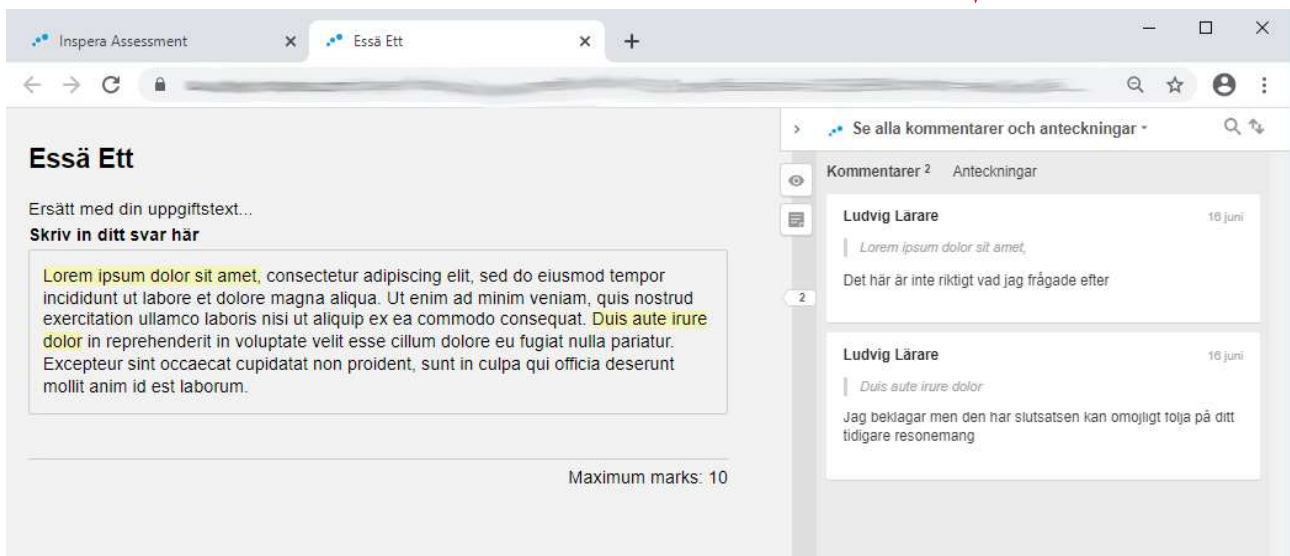 Inspera Assessment
Essä Ett
Essä Ett
Ersätt med din uppgiftstext...
Skriv in ditt svar här
Lorem ipsum dolor sit amet, consectetur adipiscing elit, sed do eiusmod tempor
incididunt ut labore et dolore magna aliqua. Ut enim ad minim veniam, quis nostrud
exercitation ullamco laboris nisi ut aliquip ex ea commodo consequat. Duis aute irure
dolor in reprehenderit in voluptate velit esse cillum dolore eu fugiat nulla pariatur.
Excepteur sint occaecat cupidatat non proident, sunt in culpa qui officia deserunt
mollit anim id est laborum.
Maximum marks: 10
Se alla kommentarer och anteckningar
Kommentarer 2 Anteckningar
Ludvig Lärare 16 juni
Lorem ipsum dolor sit amet,
Det här är inte riktigt vad jag frågade efter
2
Ludvig Lärare 16 juni
Duis aute irure dolor
Jag beklagar men den har slutsatsen kan omöjligt följa på ditt
tidigare resonemang